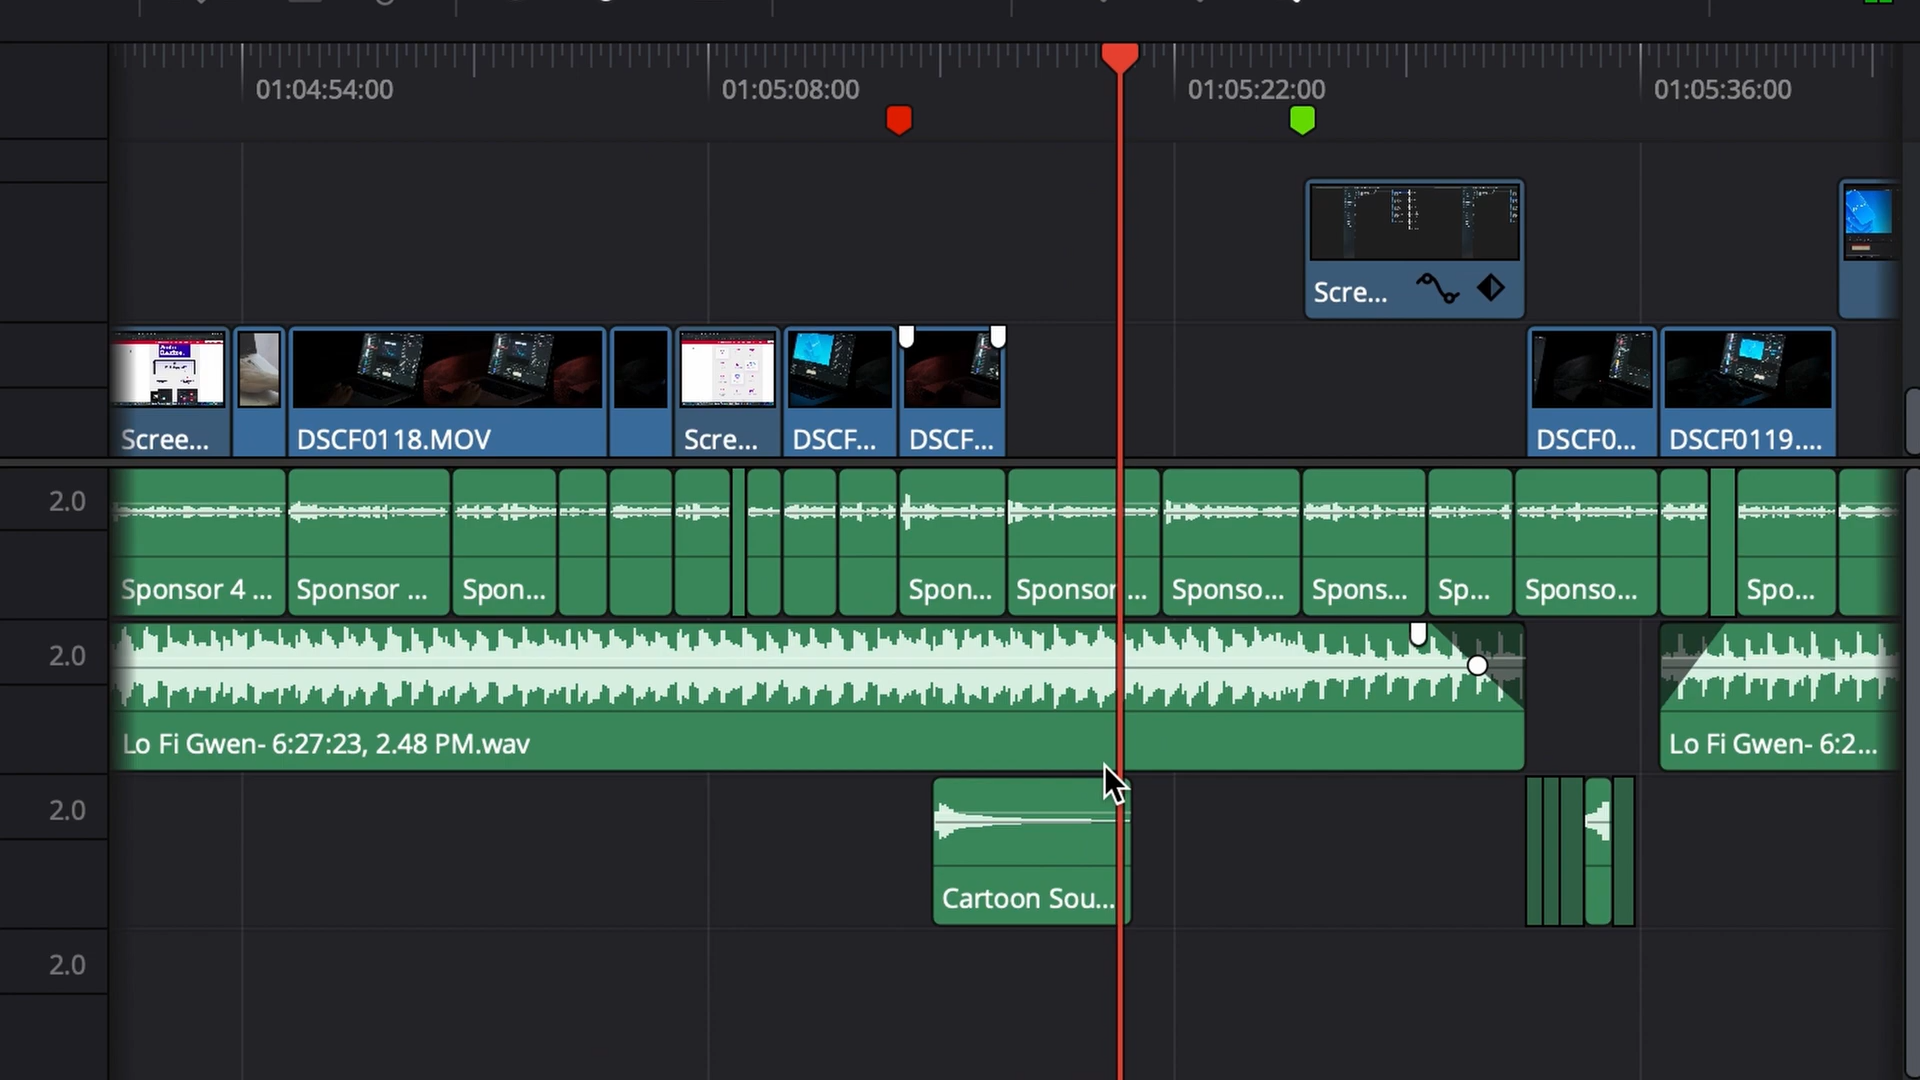 01:04:54:00 01:05:08:00 01:05:22:00 01:05:36:00
Scre...
Scree... DSCF0118.MOV Scre... DSCF... DSCF... DSCF0... DSCF0119....
2.0
Sponsor 4 ... Sponsor ... Spon... Spon... Sponsor ... Sponso... Spons... Sp... Sponso... Spo...
2.0
Lo Fi Gwen- 6:27:23, 2.48 PM.wav Lo Fi Gwen- 6:2...
2.0
Cartoon Sou...
2.0